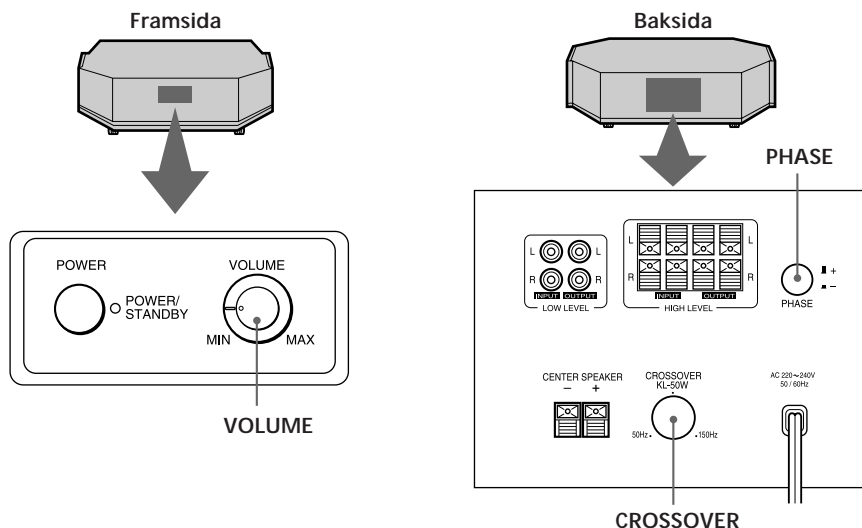 Framsida
Baksida
POWER
VOLUME
POWER/
STANDBY
MIN
MAX
VOLUME
PHASE
L
L
R
R
INPUT
OUTPUT
LOW LEVEL
L
L
R
R
INPUT
OUTPUT
HIGH LEVEL
+
–
PHASE
CENTER SPEAKER
– +
CROSSOVER
KL-50W
50Hz
150Hz
AC 220~240V
50 / 60Hz
CROSSOVER